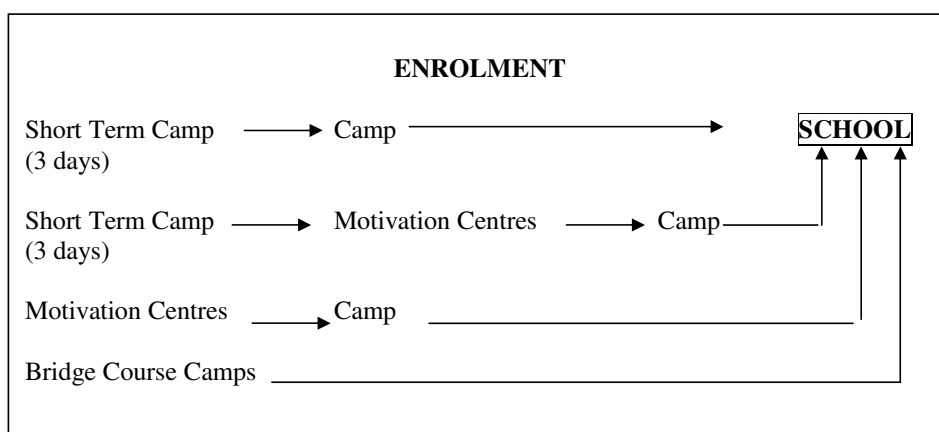 ENROLMENT
Short Term Camp Camp SCHOOL
(3 days)
Short Term Camp Motivation Centres Camp
(3 days)
Motivation Centres Camp
Bridge Course Camps